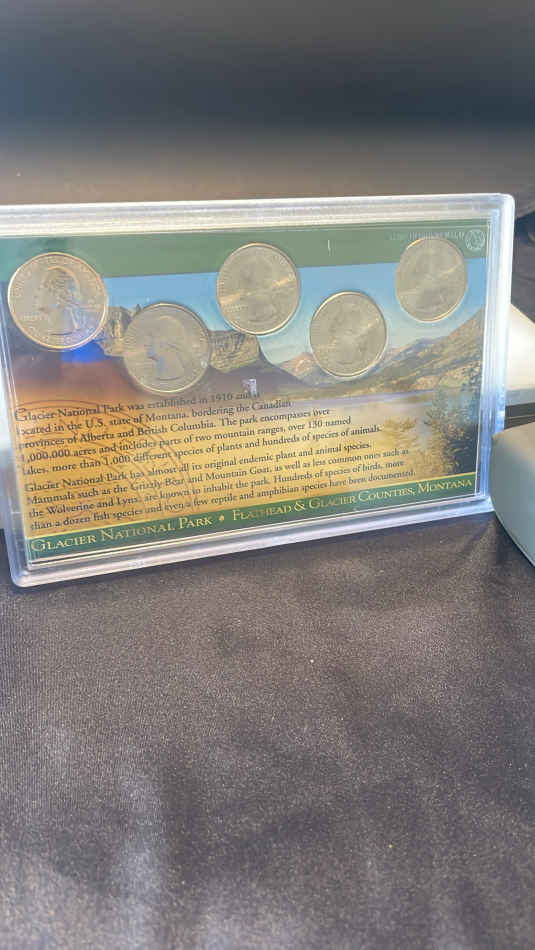 Glacier National Park was established in 1910 and is
located in the U.S. state of Montana, bordering the Canadian
provinces of Alberta and British Columbia. The park encompasses over
1,000,000 acres and includes parts of two mountain ranges, over 130 named
lakes, more than 1,000 different species of plants and hundreds of species of animals.
Glacier National Park has almost all its original endemic plant and animal species.
Mammals such as the Grizzly Bear and Mountain Goat, as well as less common ones such as
the Wolverine and Lynx, are known to inhabit the park. Hundreds of species of birds, more
than a dozen fish species and even a few reptile and amphibian species have been documented.
GLACIER NATIONAL PARK FLATHEAD & GLACIER COUNTIES, MONTANA